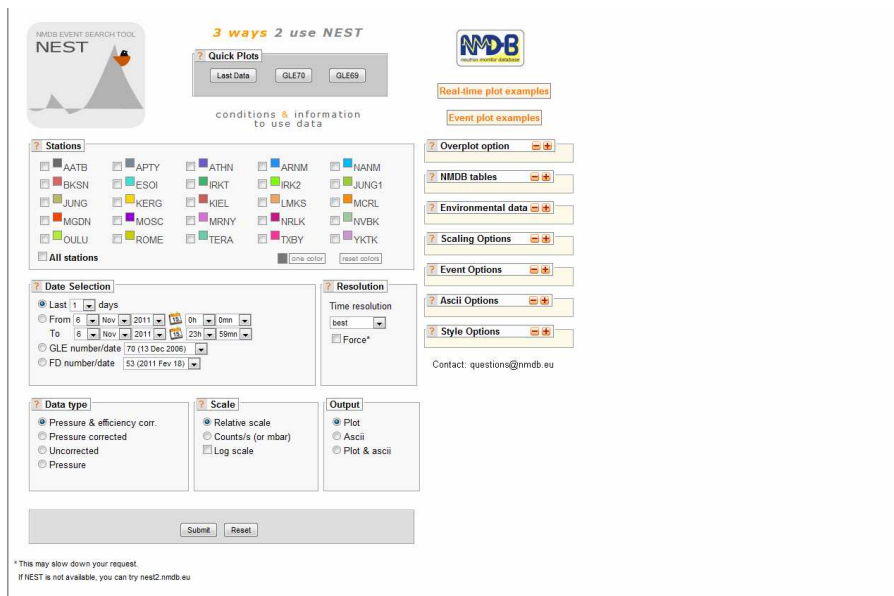 NMDB EVENT SEARCH TOOL
NEST
3 ways 2 use NEST
? Quick Plots
Last Data GLE70 GLE69
conditions & information
to use data
NMDB
neutron monitor database
Real-time plot examples
Event plot examples
? Stations
AATB APTY ATHN ARNM NANM
BKSN ESOI IRKT IRK2 JUNG1
JUNG KERG KIEL LMKS MCRL
MGDN MOSC MRNY NRLK NVBK
OULU ROME TERA TXBY YKTK
All stations one color reset colors
? Overplot option
? NMDB tables
? Environmental data
? Scaling Options
? Event Options
? Ascii Options
? Style Options
Contact: questions@nmdb.eu
? Date Selection
Last 1 days
From 6 Nov 2011 0h 0mn
To 6 Nov 2011 23h 59mn
GLE number/date 70 (13 Dec 2006)
FD number/date 53 (2011 Fev 18)
? Resolution
Time resolution
best
Force*
? Data type
Pressure & efficiency corr.
Pressure corrected
Uncorrected
Pressure
? Scale
Relative scale
Counts/s (or mbar)
Log scale
Output
Plot
Ascii
Plot & ascii
Submit Reset
* This may slow down your request.
If NEST is not available, you can try nest2.nmdb.eu